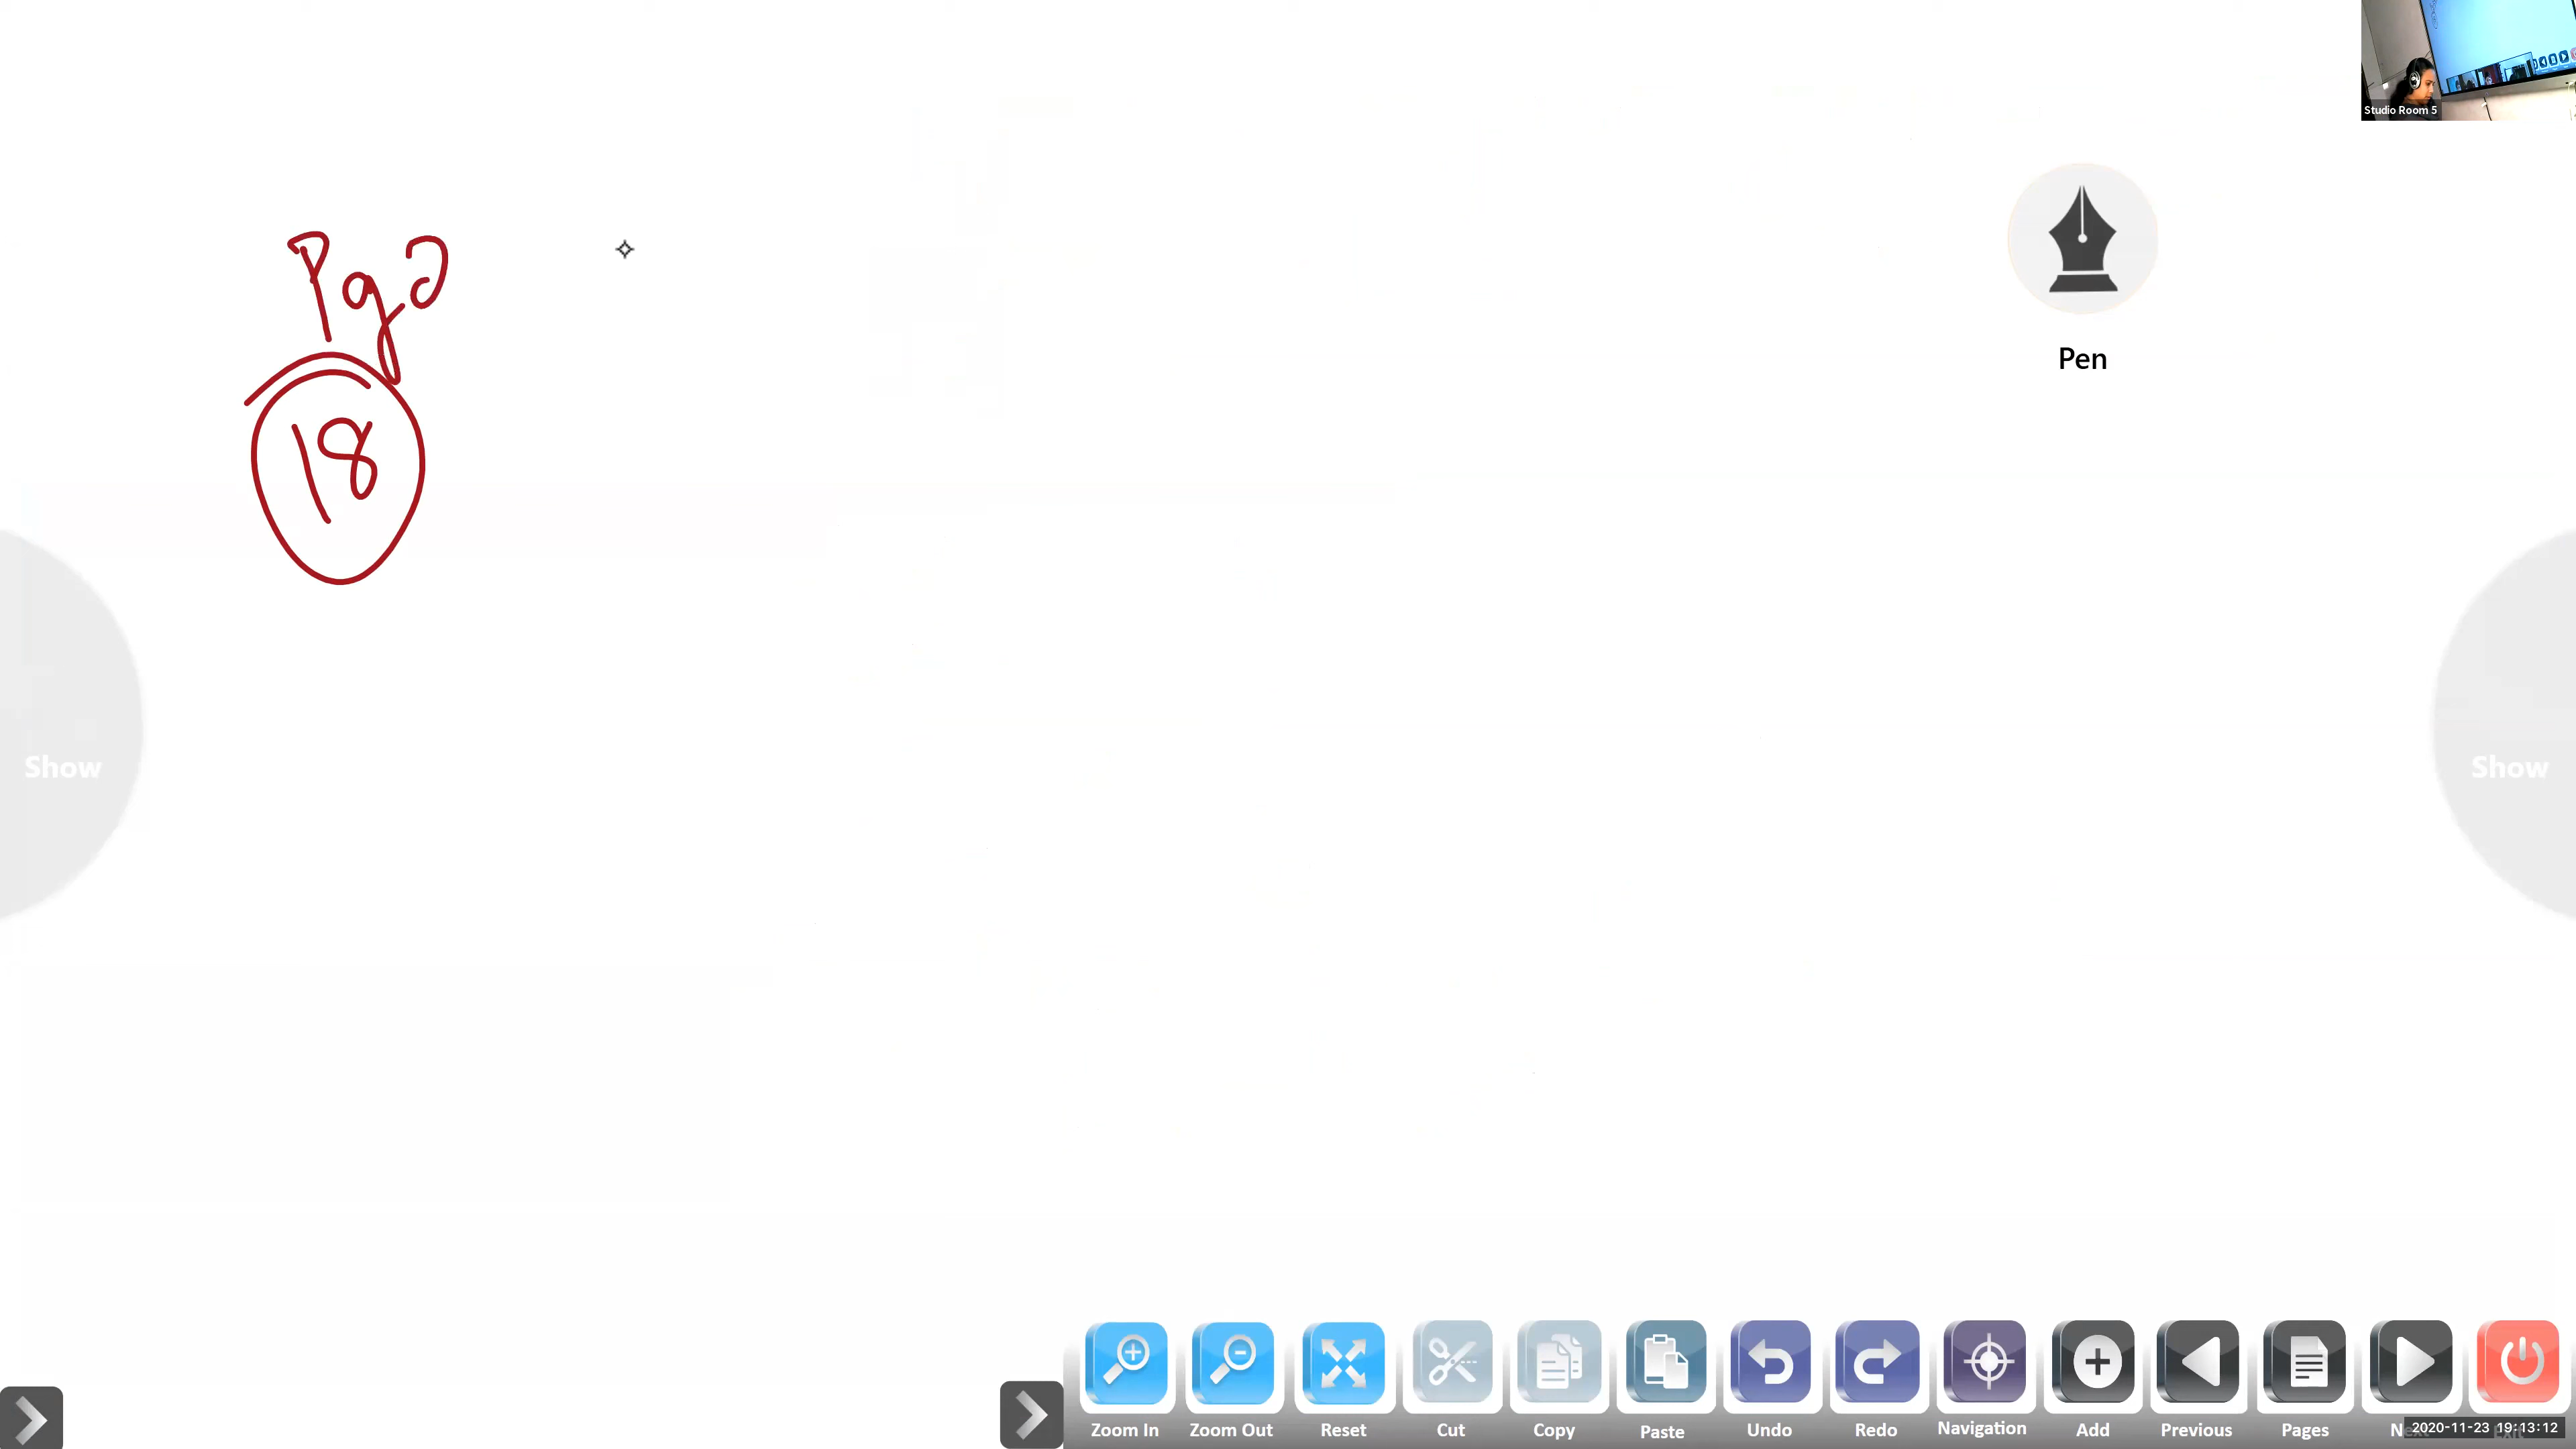 Studio Room 5
Pg 2
18
Pen
Show
Show
Zoom In
Zoom Out
Reset
Cut
Copy
Paste
Undo
Redo
Navigation
Add
Previous
Pages
2020-11-23 19:13:12